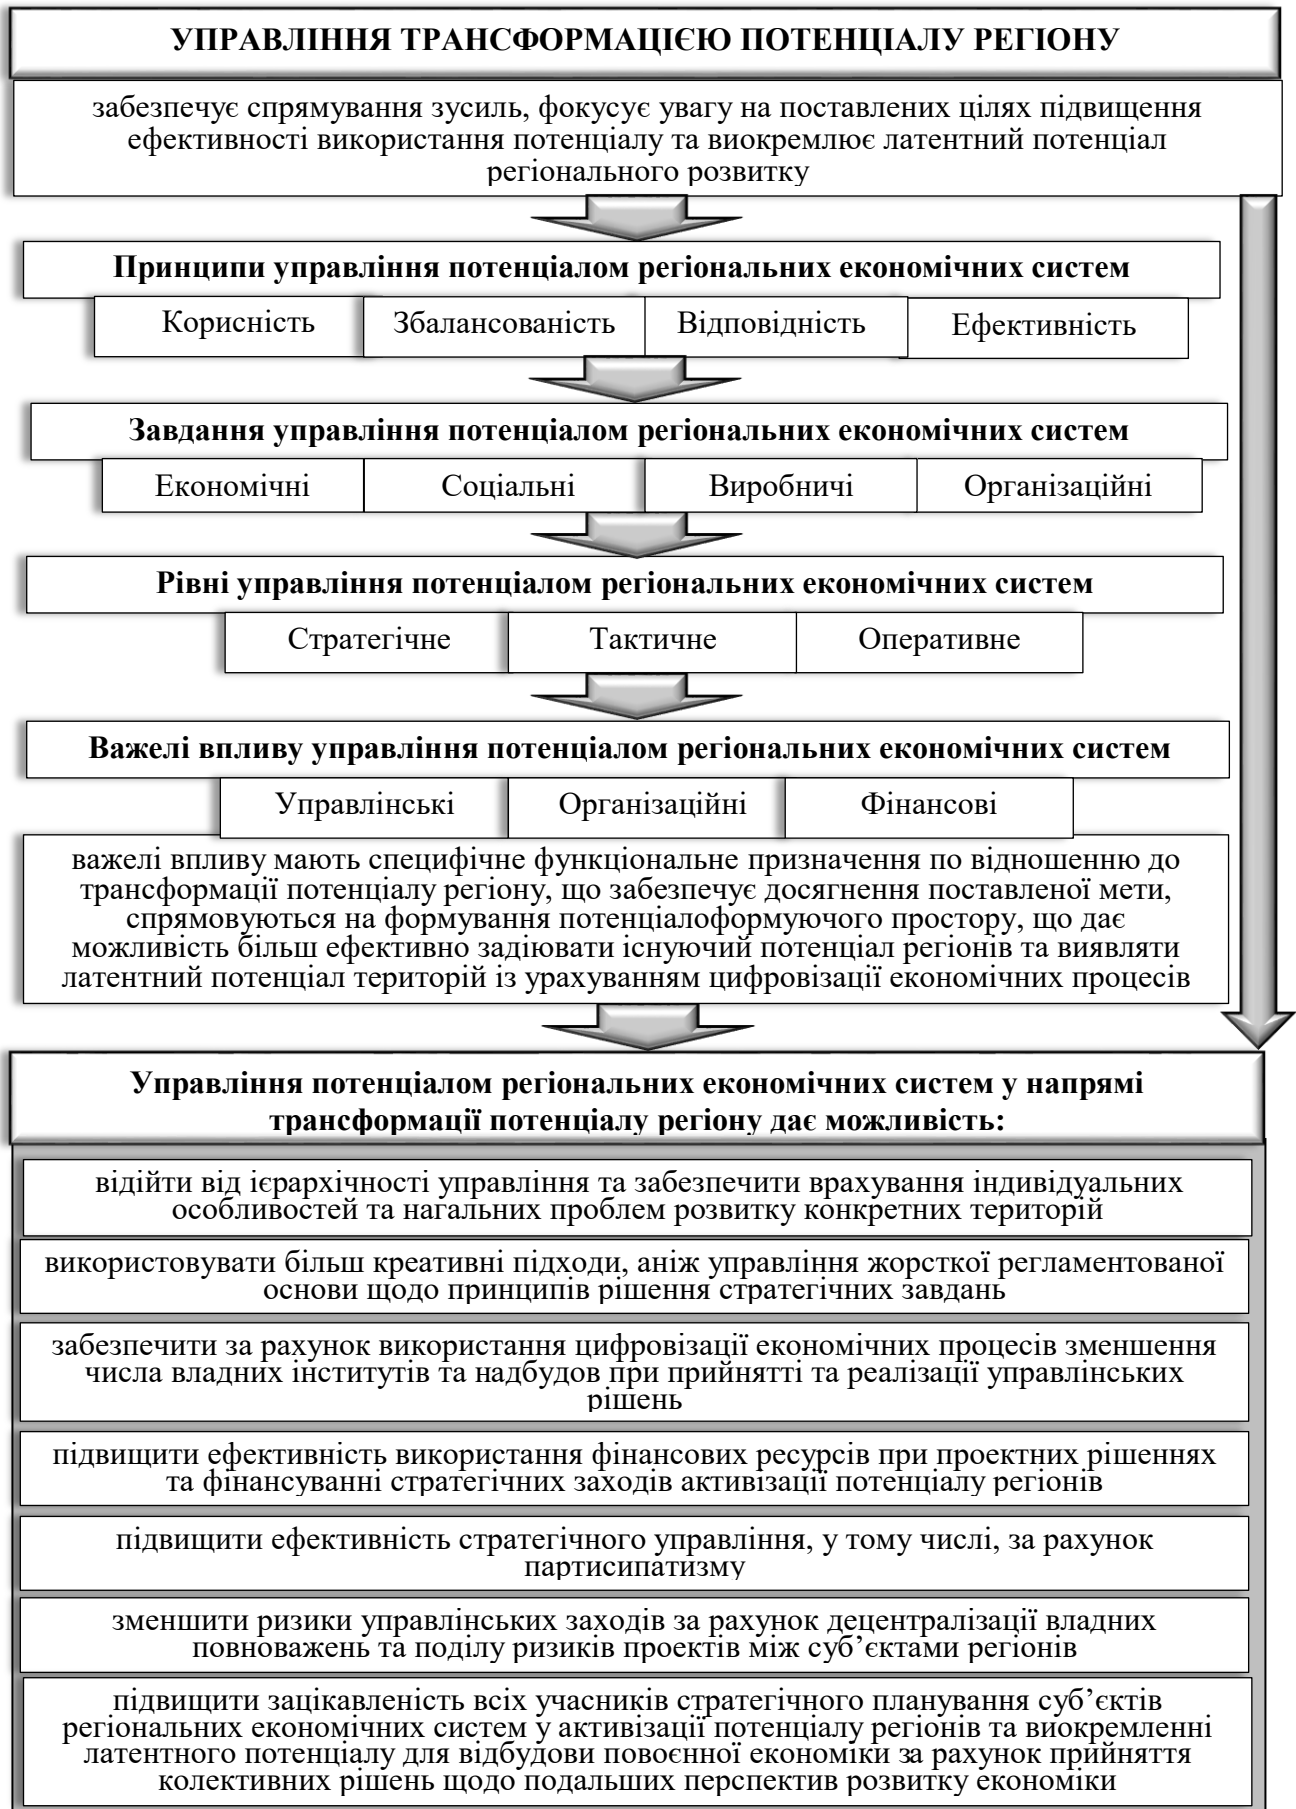 УПРАВЛІННЯ ТРАНСФОРМАЦІЄЮ ПОТЕНЦІАЛУ РЕГІОНУ
забезпечує спрямування зусиль, фокусує увагу на поставлених цілях підвищення
ефективності використання потенціалу та виокремлює латентний потенціал
регіонального розвитку
Принципи управління потенціалом регіональних економічних систем
Корисність Збалансованість Відповідність Ефективність
Завдання управління потенціалом регіональних економічних систем
Економічні Соціальні Виробничі Організаційні
Рівні управління потенціалом регіональних економічних систем
Стратегічне Тактичне Оперативне
Важелі впливу управління потенціалом регіональних економічних систем
Управлінські Організаційні Фінансові
важелі впливу мають специфічне функціональне призначення по відношенню до
трансформації потенціалу регіону, що забезпечує досягнення поставленої мети,
спрямовуються на формування потенціалоформуючого простору, що дає
можливість більш ефективно задіювати існуючий потенціал регіонів та виявляти
латентний потенціал територій із урахуванням цифровізації економічних процесів
Управління потенціалом регіональних економічних систем у напрямі
трансформації потенціалу регіону дає можливість:
відійти від ієрархічності управління та забезпечити врахування індивідуальних
особливостей та нагальних проблем розвитку конкретних територій
використовувати більш креативні підходи, аніж управління жорсткої регламентованої
основи щодо принципів рішення стратегічних завдань
забезпечити за рахунок використання цифровізації економічних процесів зменшення
числа владних інститутів та надбудов при прийнятті та реалізації управлінських
рішень
підвищити ефективність використання фінансових ресурсів при проектних рішеннях
та фінансуванні стратегічних заходів активізації потенціалу регіонів
підвищити ефективність стратегічного управління, у тому числі, за рахунок
партисипатизму
зменшити ризики управлінських заходів за рахунок децентралізації владних
повноважень та поділу ризиків проектів між суб’єктами регіонів
підвищити зацікавленість всіх учасників стратегічного планування суб’єктів
регіональних економічних систем у активізації потенціалу регіонів та виокремленні
латентного потенціалу для відбудови повоєнної економіки за рахунок прийняття
колективних рішень щодо подальших перспектив розвитку економіки